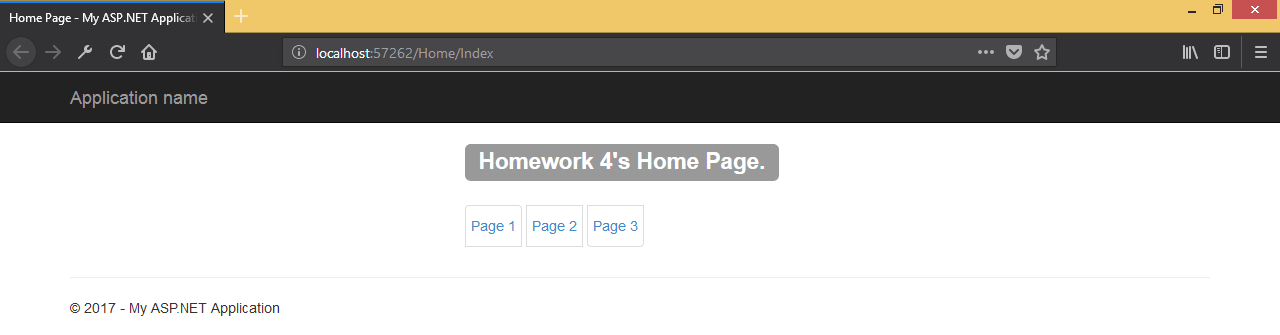 Home Page - My ASP.NET Applicat
localhost:57262/Home/Index
Application name
Homework 4's Home Page.
Page 1 Page 2 Page 3
© 2017 - My ASP.NET Application